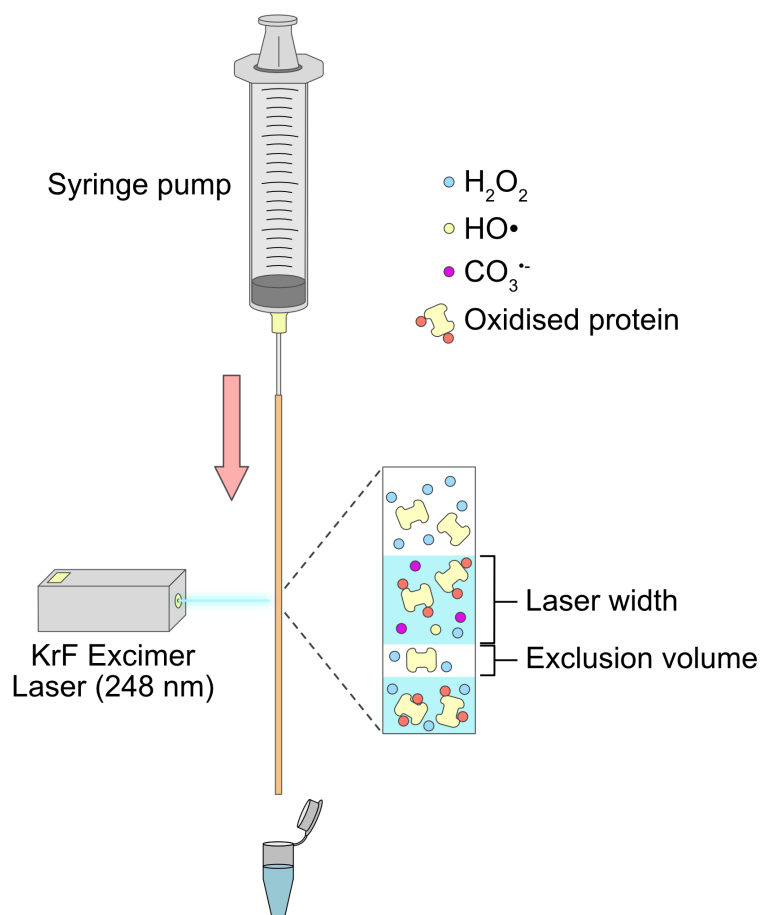 Syringe pump
H₂O₂
HO•
CO₃•-
Oxidised protein
Laser width
Exclusion volume
KrF Excimer
Laser (248 nm)